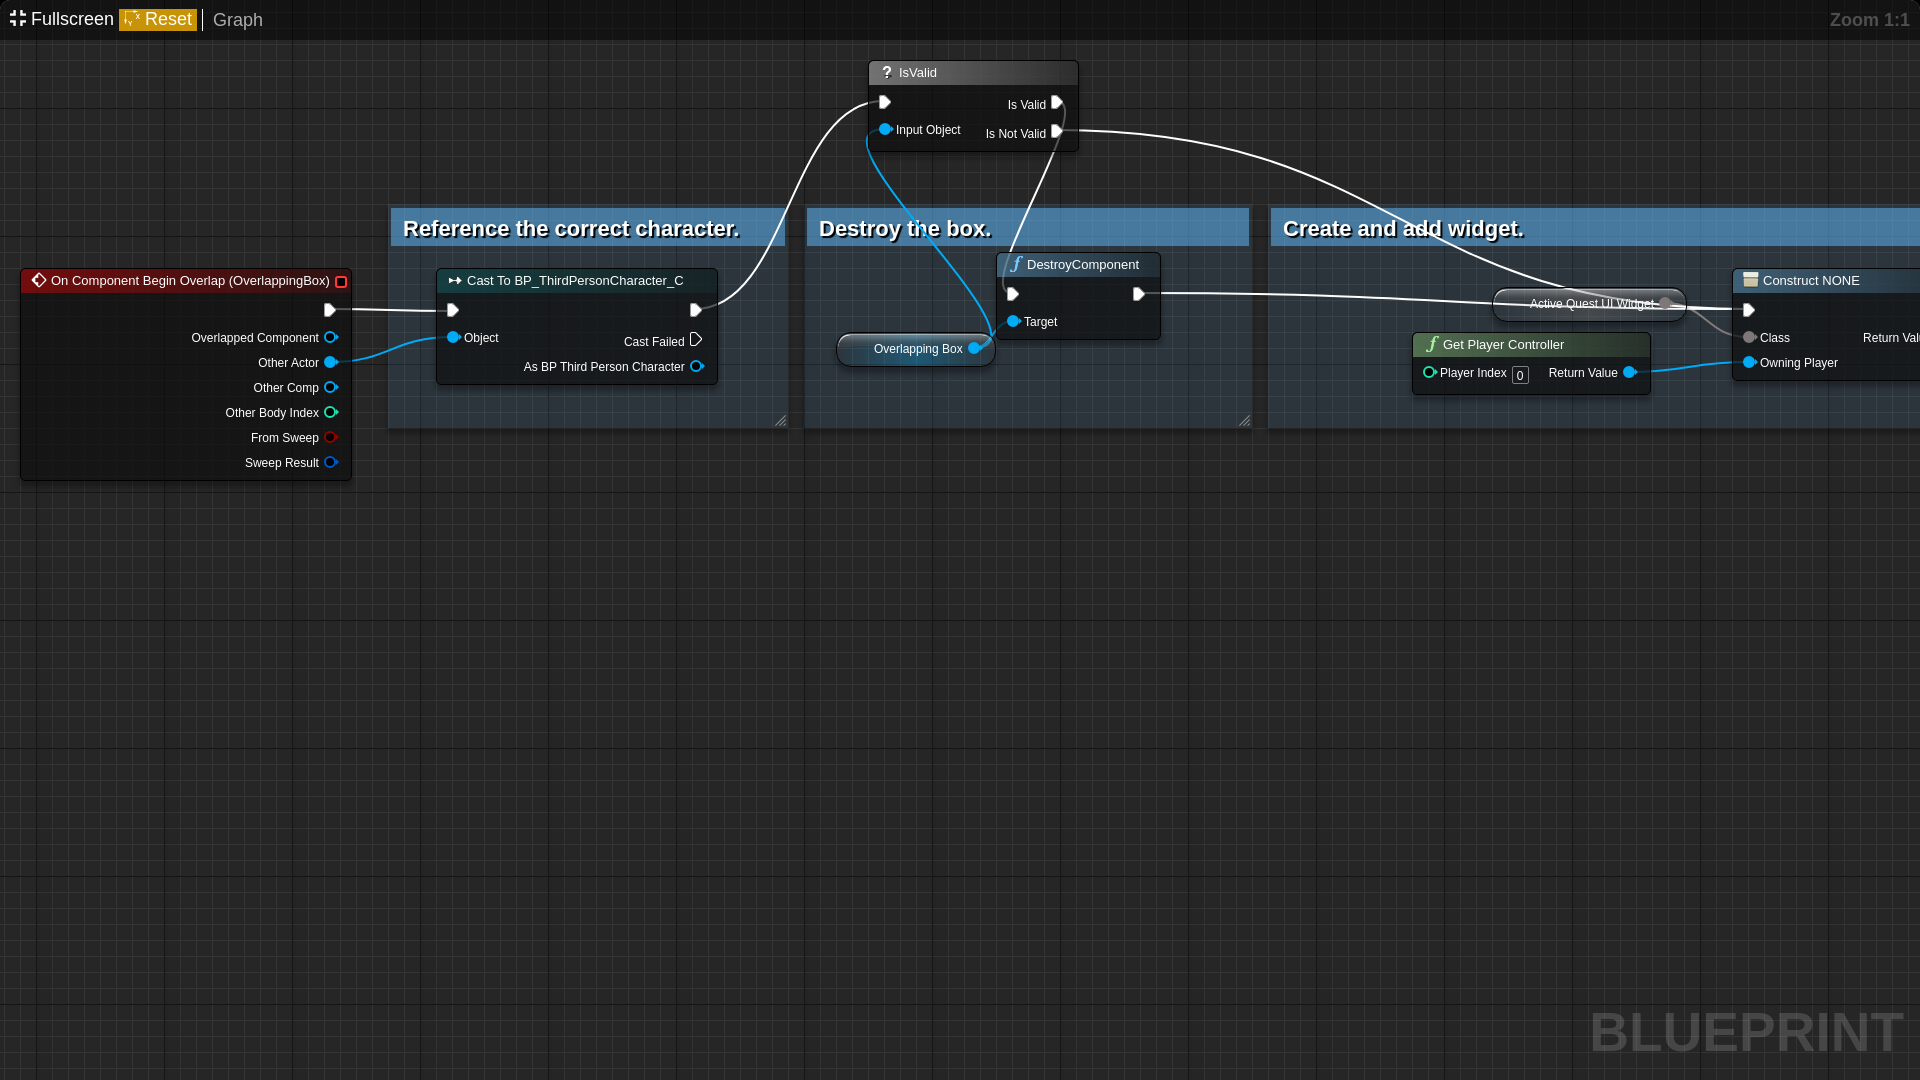 Fullscreen Reset Graph Zoom 1:1
? IsValid
Is Valid
Input Object Is Not Valid
Reference the correct character.
Destroy the box.
Create and add widget.
On Component Begin Overlap (OverlappingBox)
Overlapped Component
Other Actor
Other Comp
Other Body Index
From Sweep
Sweep Result
Cast To BP_ThirdPersonCharacter_C
Object Cast Failed
As BP Third Person Character
f DestroyComponent
Target
Overlapping Box
Active Quest UI Widget
f Get Player Controller
Player Index 0 Return Value
Construct NONE
Class Return Valu
Owning Player
BLUEPRINT